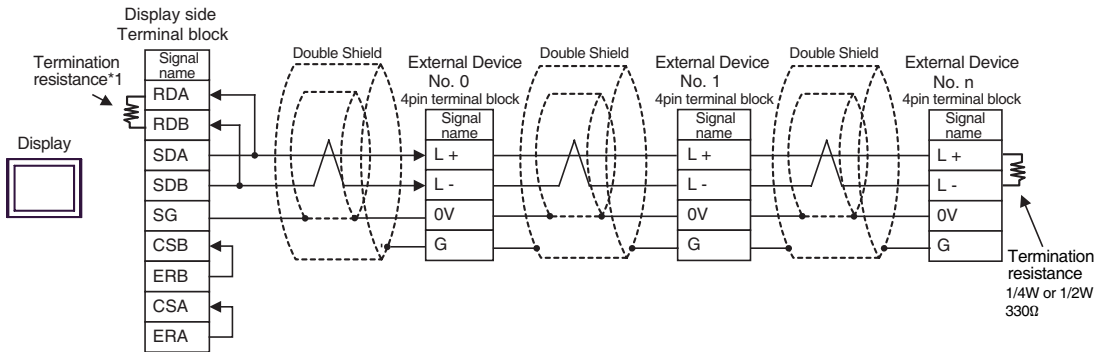 Display side
Terminal block
Termination
resistance*1
Display
Signal
name
RDA
RDB
SDA
SDB
SG
CSB
ERB
CSA
ERA
Double Shield
External Device
No. 0
4pin terminal block
Signal
name
L +
L -
0V
G
Double Shield
External Device
No. 1
4pin terminal block
Signal
name
L +
L -
0V
G
Double Shield
External Device
No. n
4pin terminal block
Signal
name
L +
L -
0V
G
Termination
resistance
1/4W or 1/2W
330Ω